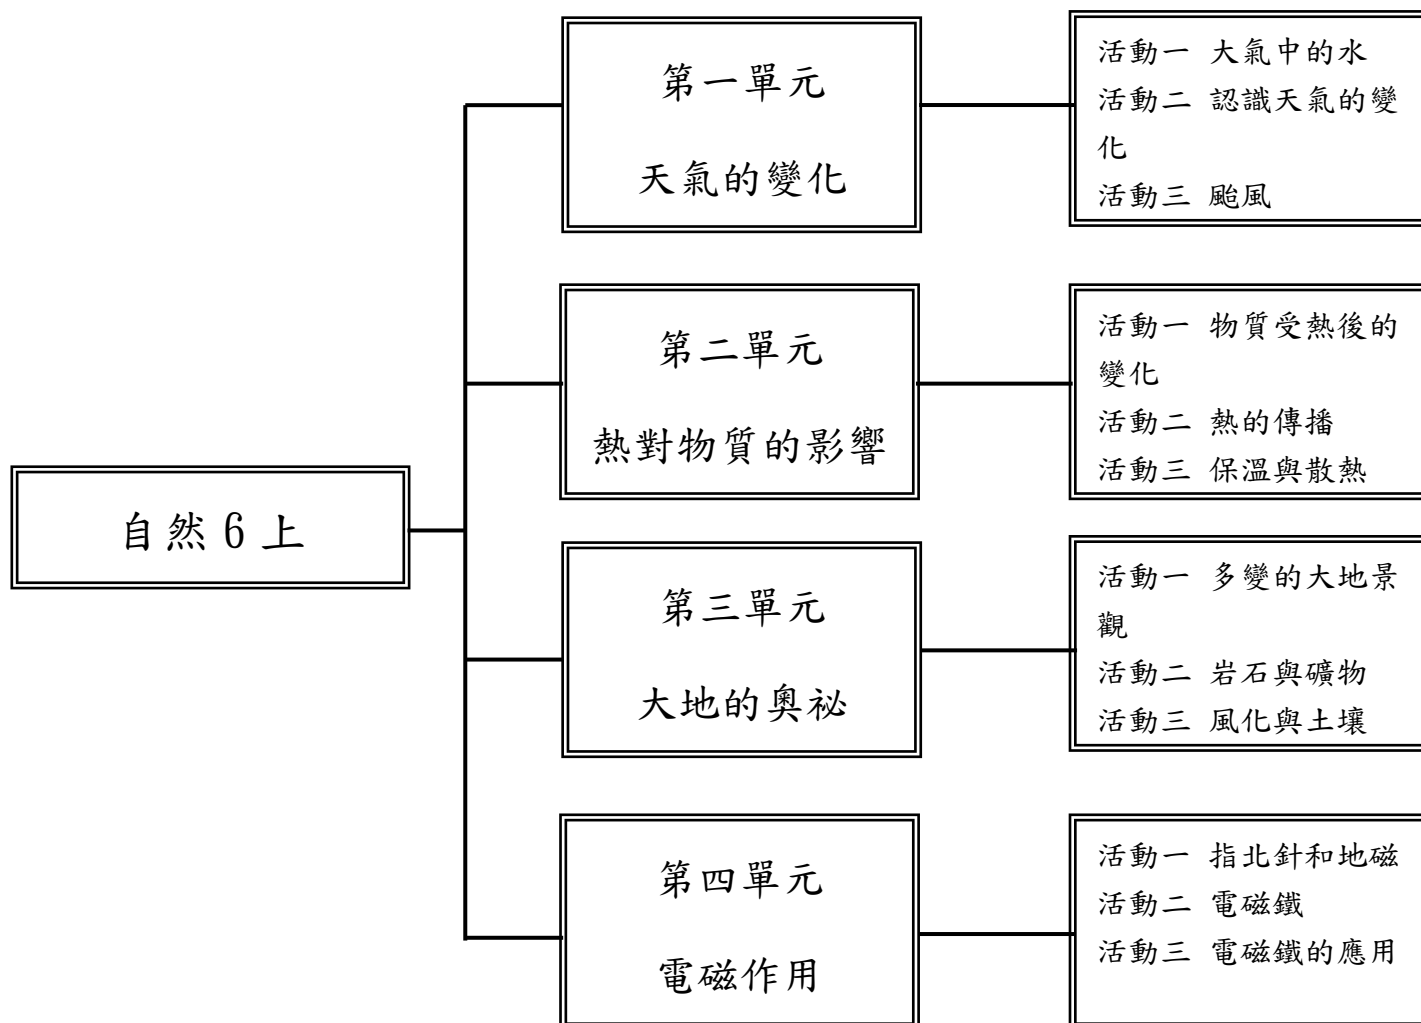 自然6上
第一單元
天氣的變化
活動一 大氣中的水
活動二 認識天氣的變
化
活動三 颱風
第二單元
熱對物質的影響
活動一 物質受熱後的
變化
活動二 熱的傳播
活動三 保溫與散熱
第三單元
大地的奧祕
活動一 多變的大地景
觀
活動二 岩石與礦物
活動三 風化與土壤
第四單元
電磁作用
活動一 指北針和地磁
活動二 電磁鐵
活動三 電磁鐵的應用